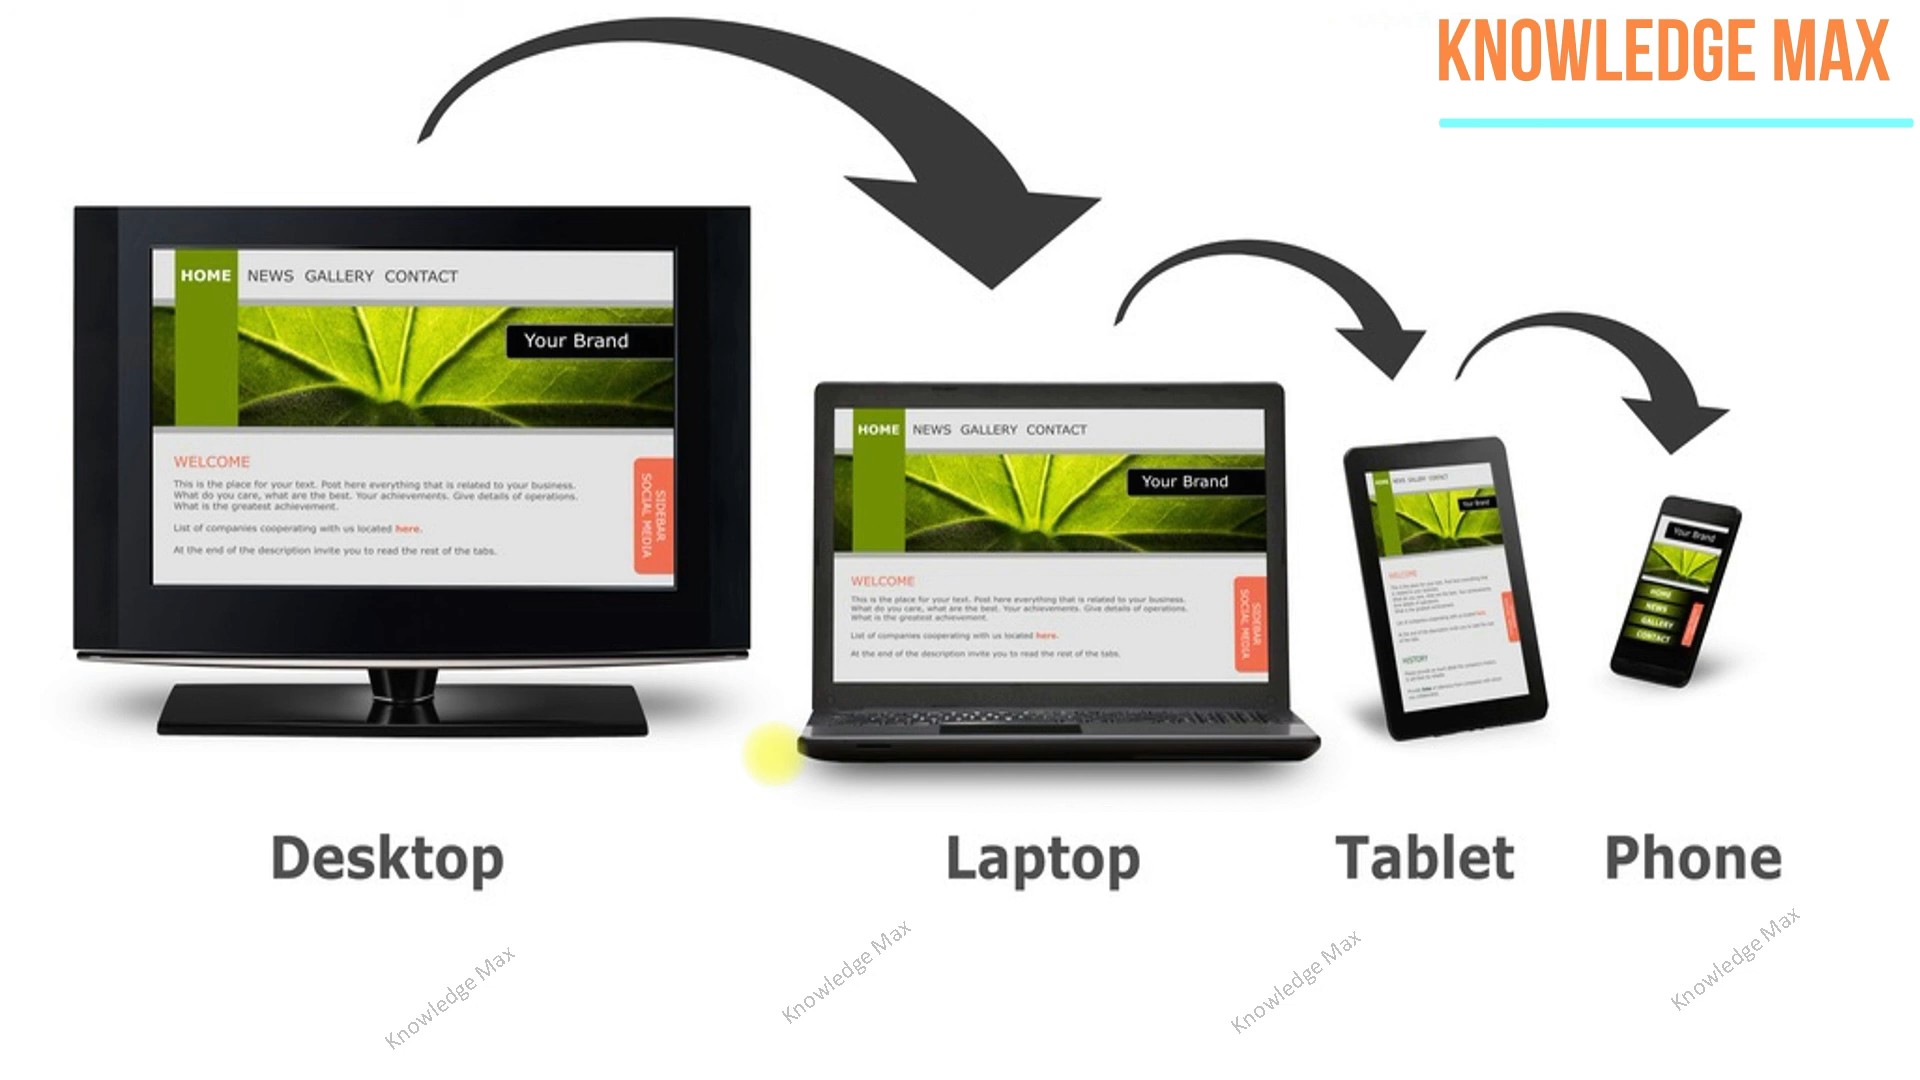 KNOWLEDGE MAX
HOME NEWS GALLERY CONTACT
Your Brand
WELCOME
This is the place for your text. Post here everything that is related to your business.
What do you care, what are the best. Your achievements. Give details of operations.
What is the greatest achievement.
List of companies cooperating with us located here.
At the end of the description invite you to read the rest of the tabs.
SIDEBAR
SOCIAL MEDIA
HOME NEWS GALLERY CONTACT
Your Brand
WELCOME
This is the place for your text. Post here everything that is related to your business.
What do you care, what are the best. Your achievements. Give details of operations.
What is the greatest achievement.
List of companies cooperating with us located here.
At the end of the description invite you to read the rest of the tabs.
SIDEBAR
SOCIAL MEDIA
HOME NEWS GALLERY CONTACT
Your Brand
WELCOME
HISTORY
Your Brand
HOME
NEWS
GALLERY
CONTACT
Desktop
Laptop
Tablet
Phone
Knowledge Max
Knowledge Max
Knowledge Max
Knowledge Max